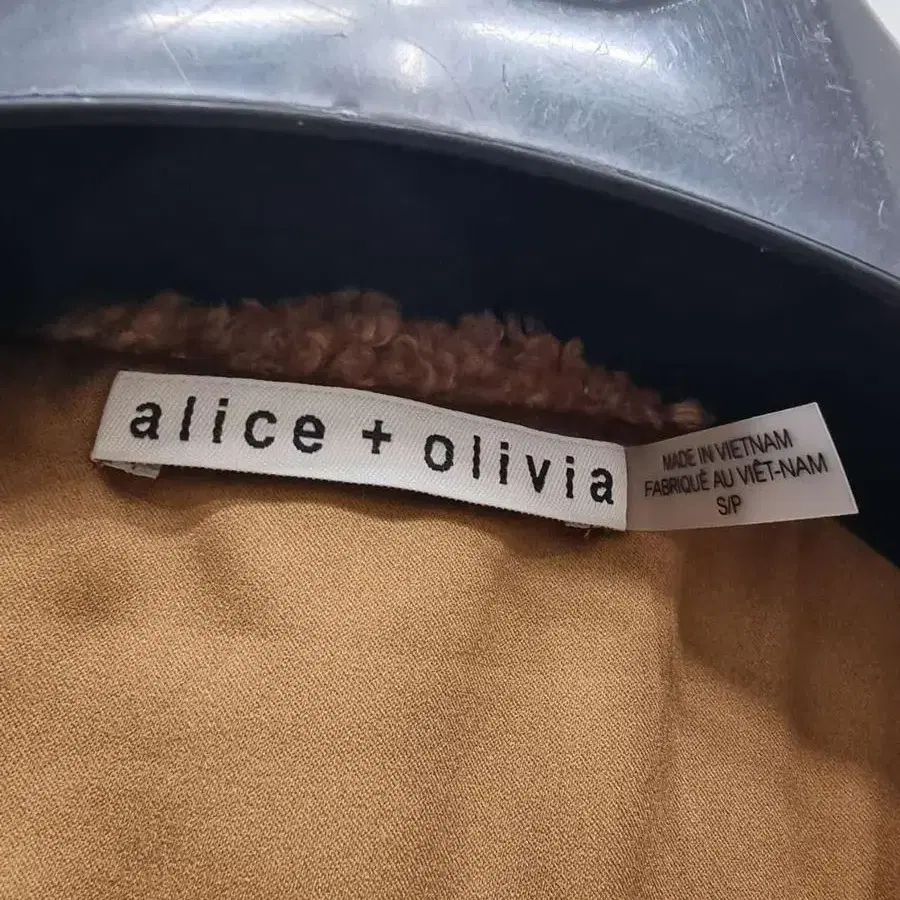 alice + olivia
MADE IN VIETNAM
FABRIQUÉ AU VIÊT-NAM
S/P